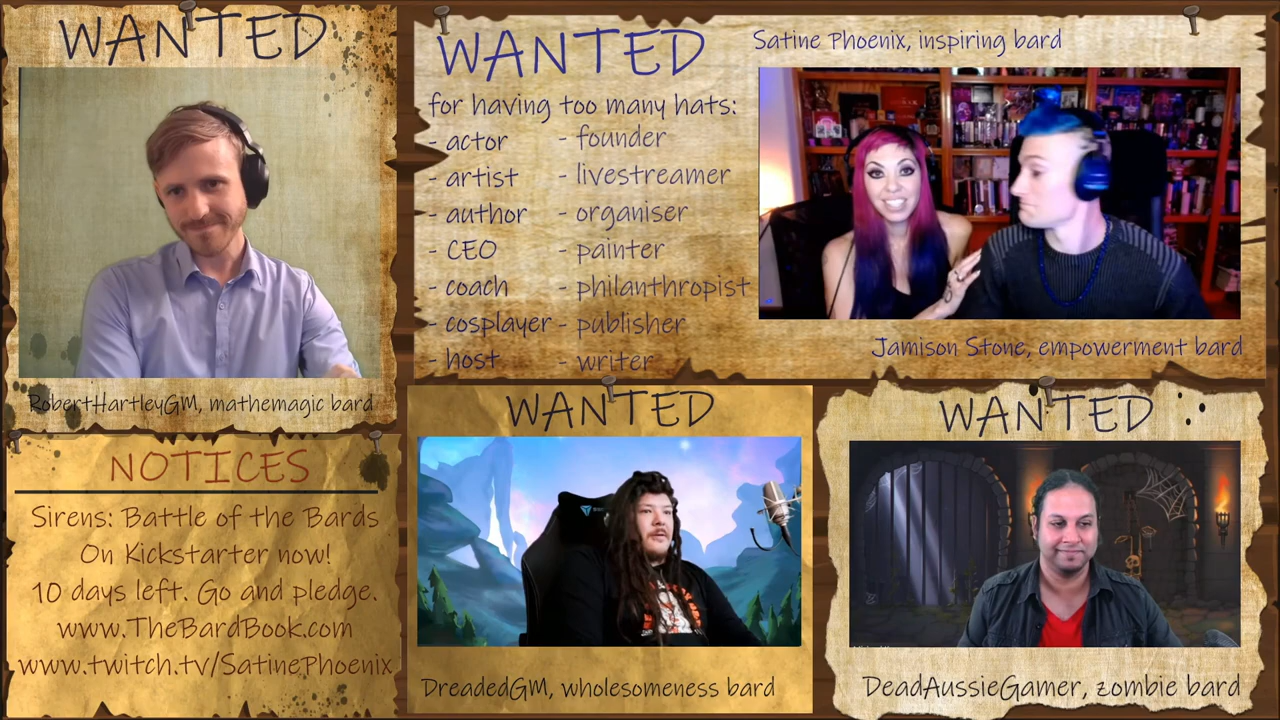 WANTED
RobertHartleyGM, mathemagic bard
WANTED
for having too many hats:
- actor
- artist
- author
- CEO
- coach
- cosplayer
- host
- founder
- livestreamer
- organiser
- painter
- philanthropist
- publisher
- writer
Satine Phoenix, inspiring bard
Jamison Stone, empowerment bard
NOTICES
Sirens: Battle of the Bards
On Kickstarter now!
10 days left. Go and pledge.
www.TheBardBook.com
www.twitch.tv/SatinePhoenix
WANTED
DreadedGM, wholesomeness bard
WANTED
DeadAussieGamer, zombie bard